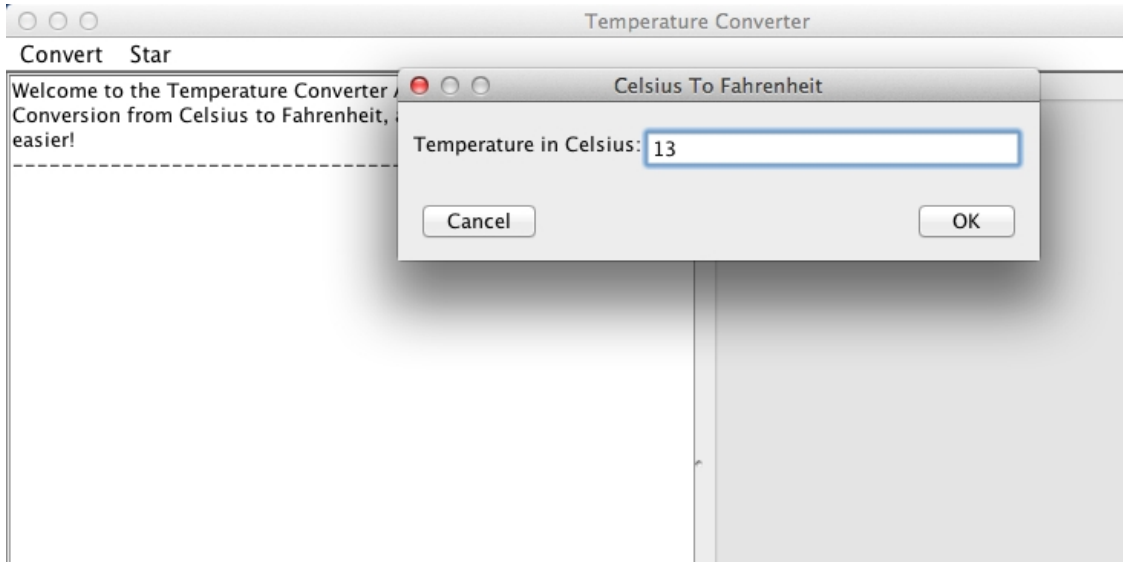 Temperature Converter
Convert Star
Welcome to the Temperature Converter
Conversion from Celsius to Fahrenheit,
easier!
--------------------------------------
Celsius To Fahrenheit
Temperature in Celsius: 13
Cancel OK